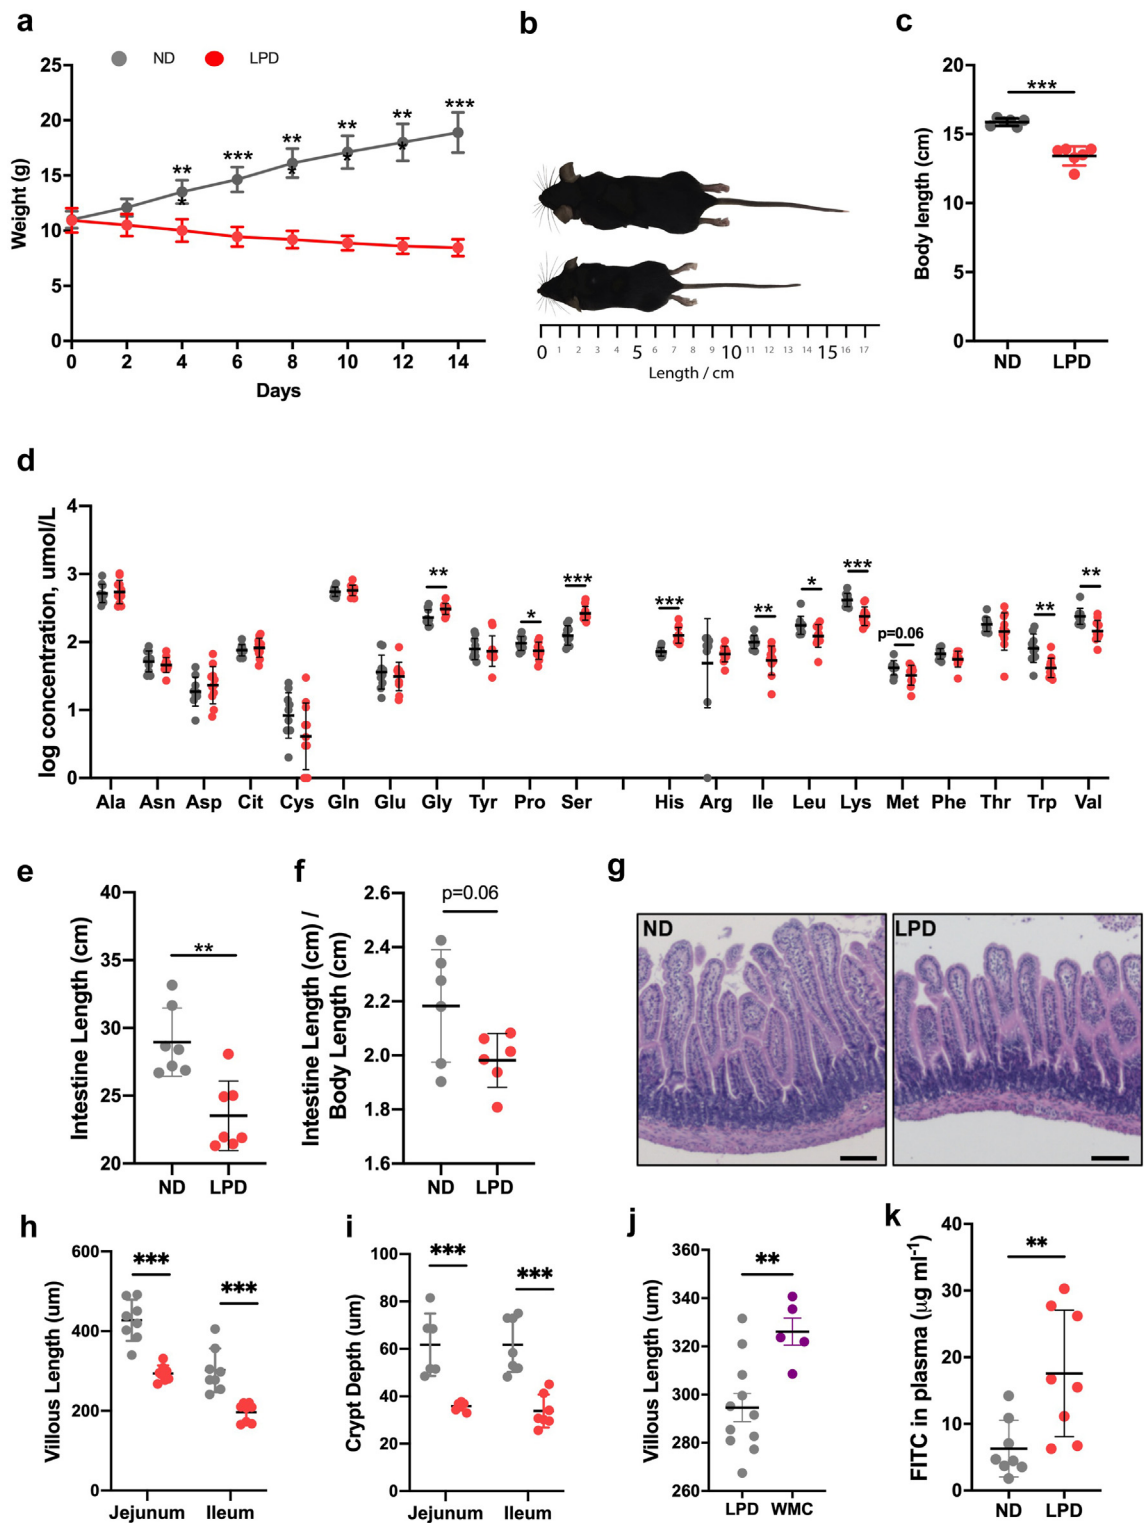 a
ND
LPD
25
20
15
10
5
0
Weight (g)
**
***
**
**
**
***
*
*
*
*
0 2 4 6 8 10 12 14
Days
b
0 1 2 3 4 5 6 7 8 9 10 11 12 13 14 15 16 17
Length / cm
c
20
15
10
5
0
Body length (cm)
***
ND LPD
d
4
3
2
1
0
log concentration, umol/L
** * *** *** ** * *** p=0.06 ** **
Ala Asn Asp Cit Cys Gln Glu Gly Tyr Pro Ser His Arg Ile Leu Lys Met Phe Thr Trp Val
e
40
35
30
25
20
Intestine Length (cm)
**
ND LPD
f
2.6
2.4
2.2
2.0
1.8
1.6
Intestine Length (cm) /
Body Length (cm)
p=0.06
ND LPD
g
ND
LPD
h
600
400
200
0
Villous Length (um)
***
***
Jejunum Ileum
i
100
80
60
40
20
0
Crypt Depth (um)
***
***
Jejunum Ileum
j
360
340
320
300
280
260
Villous Length (um)
**
LPD WMC
k
40
30
20
10
0
FITC in plasma (μg ml⁻¹)
**
ND LPD